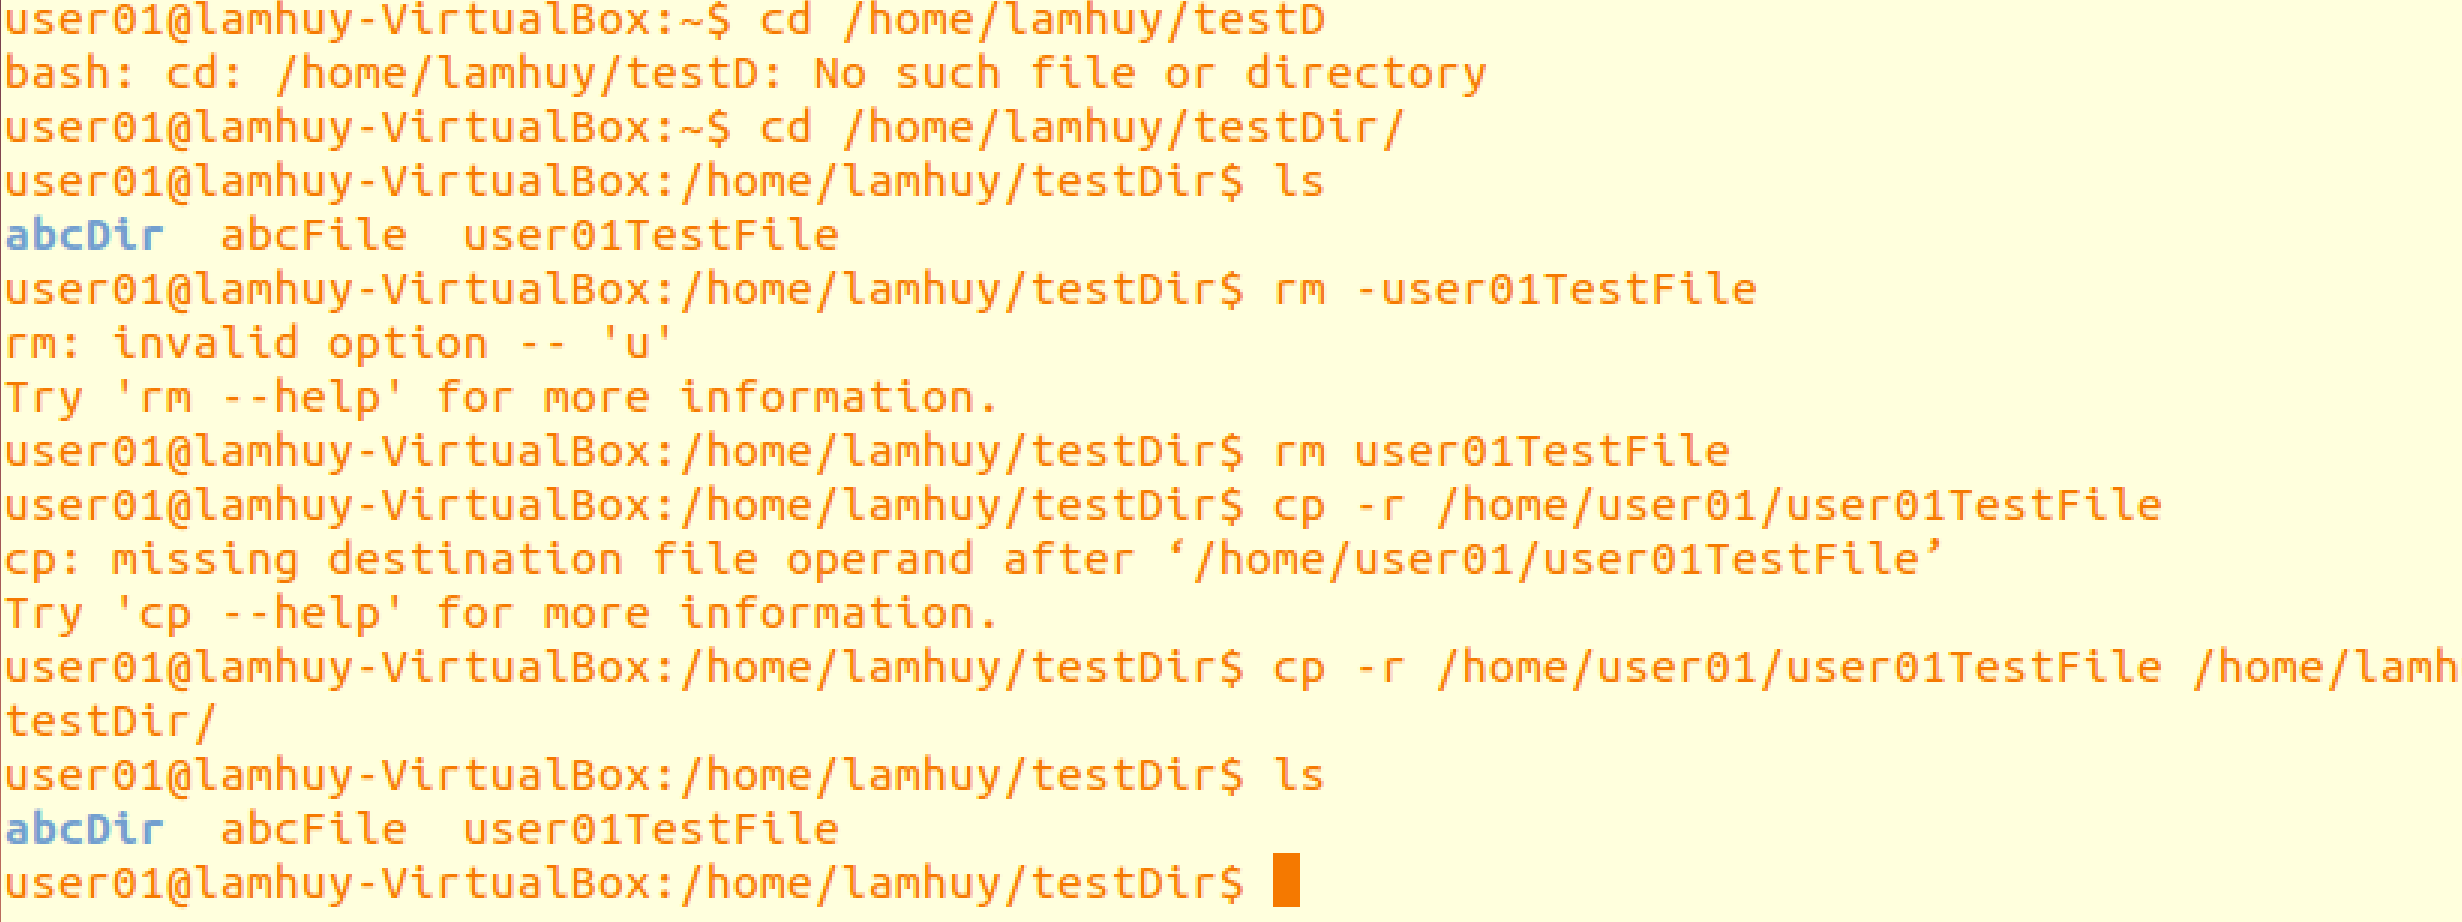 user01@lamhuy-VirtualBox:~$ cd /home/lamhuy/testD
bash: cd: /home/lamhuy/testD: No such file or directory
user01@lamhuy-VirtualBox:~$ cd /home/lamhuy/testDir/
user01@lamhuy-VirtualBox:/home/lamhuy/testDir$ ls
abcDir  abcFile  user01TestFile
user01@lamhuy-VirtualBox:/home/lamhuy/testDir$ rm -user01TestFile
rm: invalid option -- 'u'
Try 'rm --help' for more information.
user01@lamhuy-VirtualBox:/home/lamhuy/testDir$ rm user01TestFile
user01@lamhuy-VirtualBox:/home/lamhuy/testDir$ cp -r /home/user01/user01TestFile
cp: missing destination file operand after ‘/home/user01/user01TestFile’
Try 'cp --help' for more information.
user01@lamhuy-VirtualBox:/home/lamhuy/testDir$ cp -r /home/user01/user01TestFile /home/lamh
testDir/
user01@lamhuy-VirtualBox:/home/lamhuy/testDir$ ls
abcDir  abcFile  user01TestFile
user01@lamhuy-VirtualBox:/home/lamhuy/testDir$